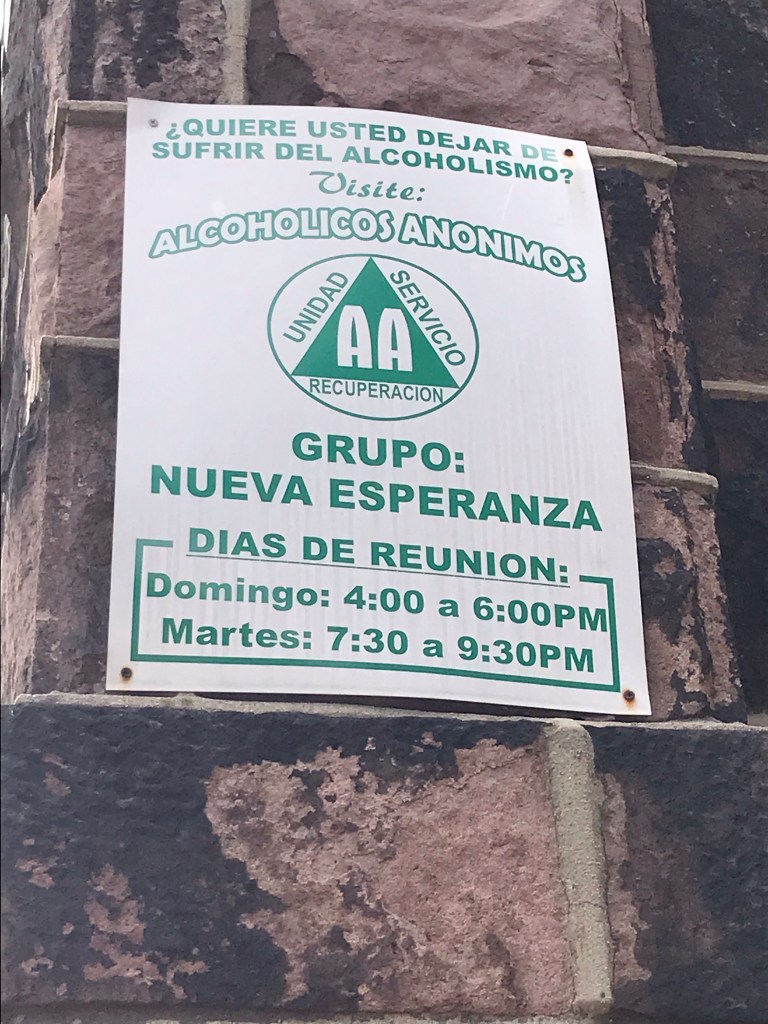 ¿QUIERE USTED DEJAR DE
SUFRIR DEL ALCOHOLISMO?
Visite:
ALCOHOLICOS ANONIMOS
UNIDAD
SERVICIO
AA
RECUPERACION
GRUPO:
NUEVA ESPERANZA
DIAS DE REUNION:
Domingo: 4:00 a 6:00PM
Martes: 7:30 a 9:30PM